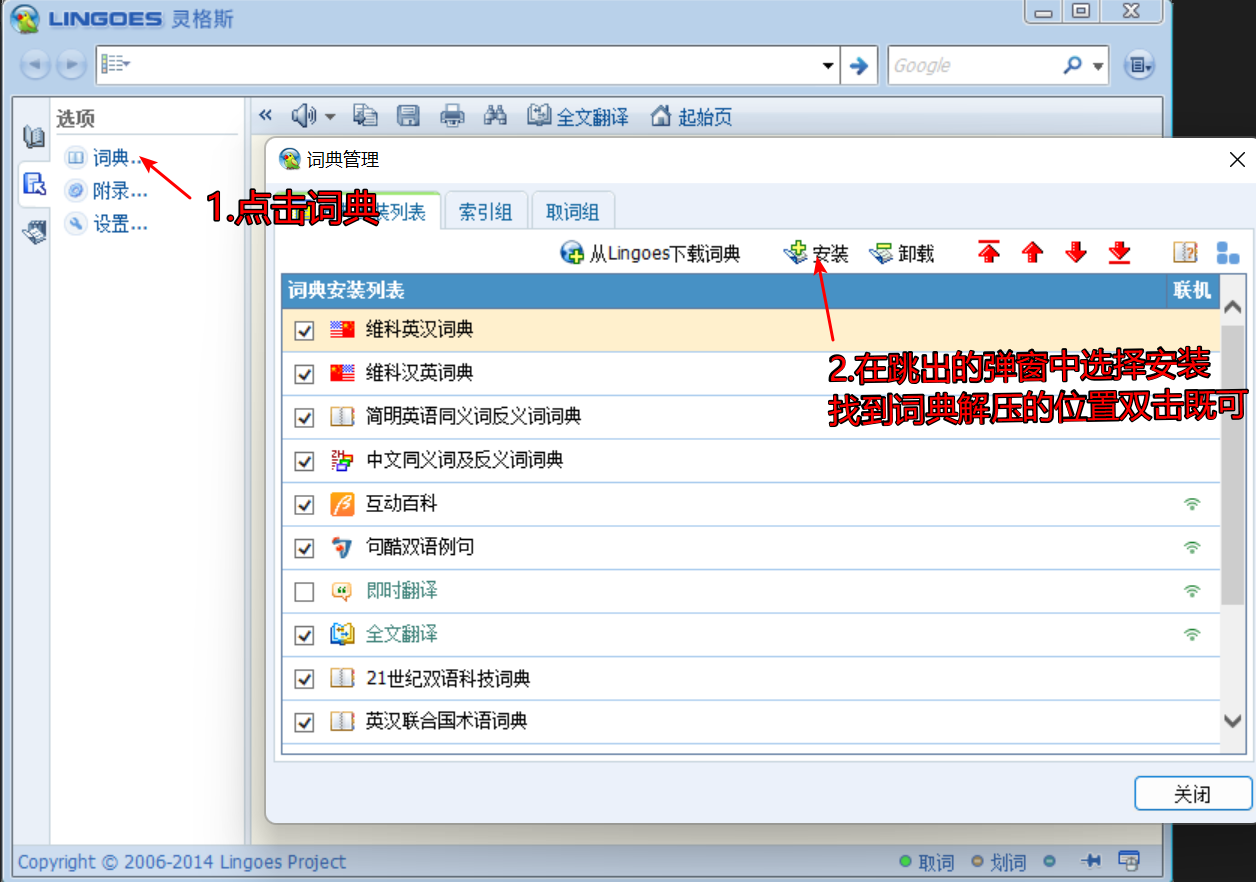 LINGOES 灵格斯
Google
选项
全文翻译 起始页
词典...
附录...
设置...
1.点击词典
词典管理
装列表 索引组 取词组
从Lingoes下载词典 安装 卸载
词典安装列表 联机
维科英汉词典
维科汉英词典
简明英语同义词反义词词典
中文同义词及反义词词典
互动百科
句酷双语例句
即时翻译
全文翻译
21世纪双语科技词典
英汉联合国术语词典
2.在跳出的弹窗中选择安装
找到词典解压的位置双击既可
关闭
Copyright © 2006-2014 Lingoes Project
取词 划词